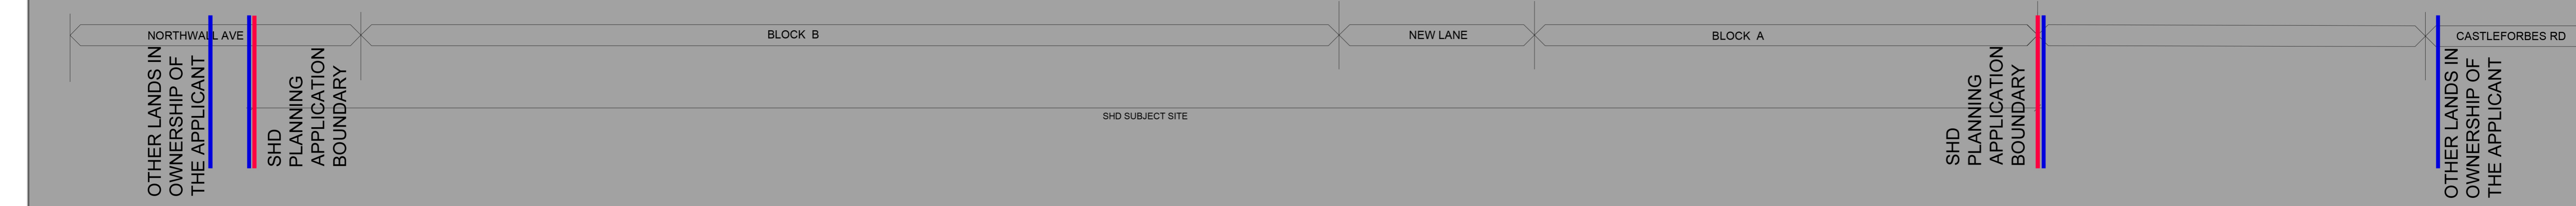 NORTHWALL AVE
BLOCK B
NEW LANE
BLOCK A
CASTLEFORBES RD
OTHER LANDS IN
OWNERSHIP OF
THE APPLICANT
SHD
PLANNING
APPLICATION
BOUNDARY
SHD SUBJECT SITE
SHD
PLANNING
APPLICATION
BOUNDARY
OTHER LANDS IN
OWNERSHIP OF
THE APPLICANT